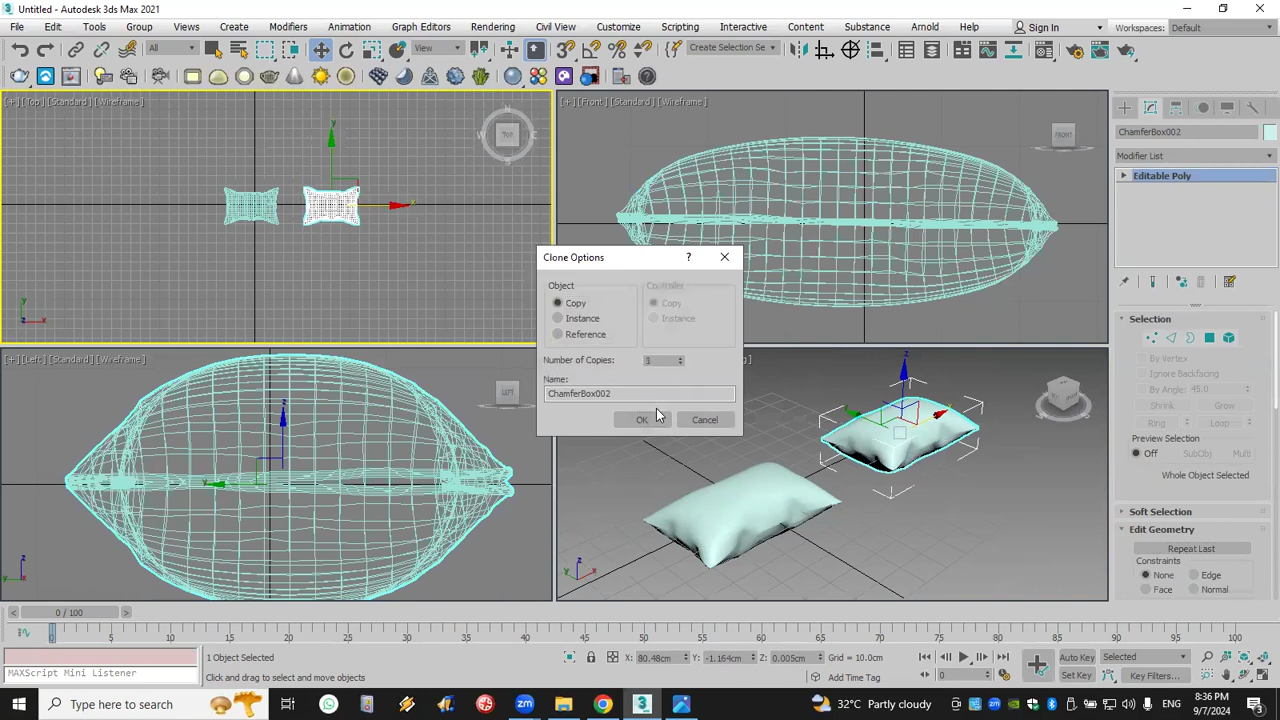 Untitled - Autodesk 3ds Max 2021
File Edit Tools Group Views Create Modifiers Animation Graph Editors Rendering Civil View Customize Scripting Interactive Content Substance Arnold Help Sign In Workspaces: Default
All View Create Selection Se
[+] [Top] [Standard] [Wireframe]
[+] [Front] [Standard] [Wireframe]
TOP
N
W
E
S
FRONT
y
x
ChamferBox002
Modifier List
Editable Poly
Clone Options ?
Object
Copy
Instance
Reference
Controller
Copy
Instance
Number of Copies: 1
Name:
ChamferBox002
OK Cancel
Selection
By Vertex
Ignore Backfacing
By Angle: 45.0
Shrink Grow
Ring Loop
Preview Selection
Off SubObj Multi
Whole Object Selected
Soft Selection
Edit Geometry
Repeat Last
Constraints
None Edge
Face Normal
y
x
[+] [Left] [Standard] [Wireframe]
LEFT
z
y
z
y
z
y
x
z
x
0 / 100
0 5 10 15 20 25 30 35 40 45 50 55 60 65 70 75 80 85 90 95 100
MAXScript Mini Listener
1 Object Selected
Click and drag to select and move objects
X: 80.48cm Y: -1.164cm Z: 0.005cm Grid = 10.0cm
Add Time Tag
0
Auto Key Selected
Set Key Key Filters...
Type here to search
32°C Partly cloudy
ENG
8:36 PM
9/7/2024